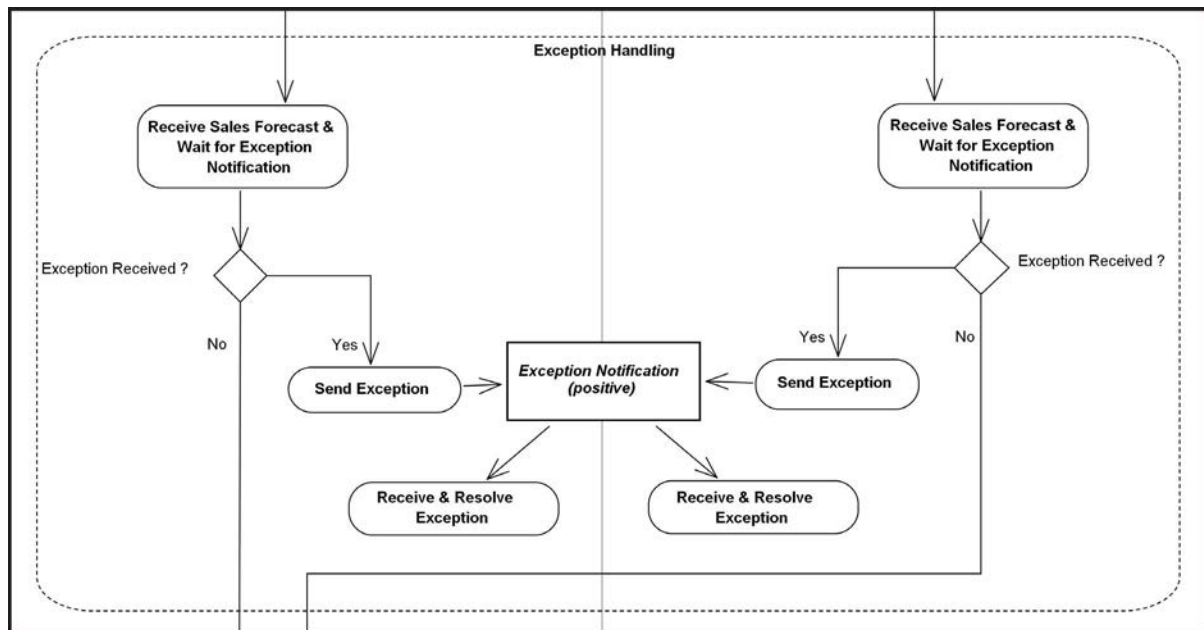 Exception Handling
Receive Sales Forecast &
Wait for Exception
Notification
Receive Sales Forecast &
Wait for Exception
Notification
Exception Received ?
Exception Received ?
No
Yes
Yes
No
Send Exception
Exception Notification
(positive)
Send Exception
Receive & Resolve
Exception
Receive & Resolve
Exception